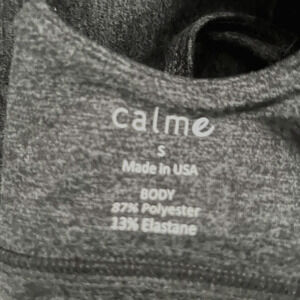 calme
S
Made in USA
BODY
87% Polyester
13% Elastane